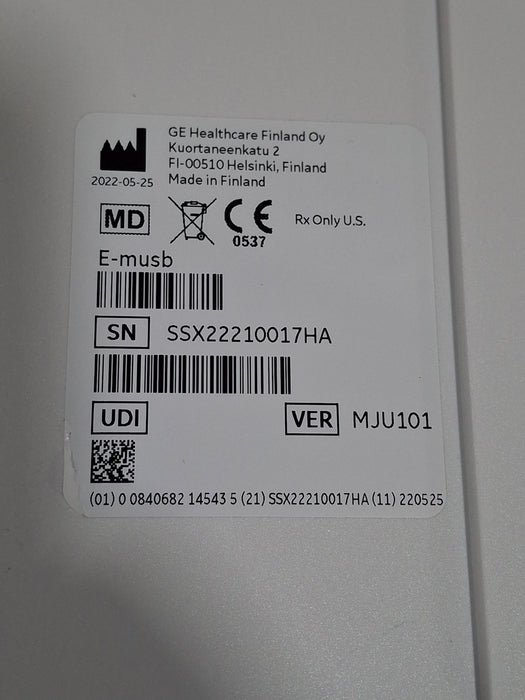 GE Healthcare Finland Oy
Kuortaneenkatu 2
FI-00510 Helsinki, Finland
2022-05-25 Made in Finland
MD CE Rx Only U.S.
0537
E-musb
SN SSX22210017HA
UDI VER MJU101
(01) 0 0840682 14543 5 (21) SSX22210017HA (11) 220525